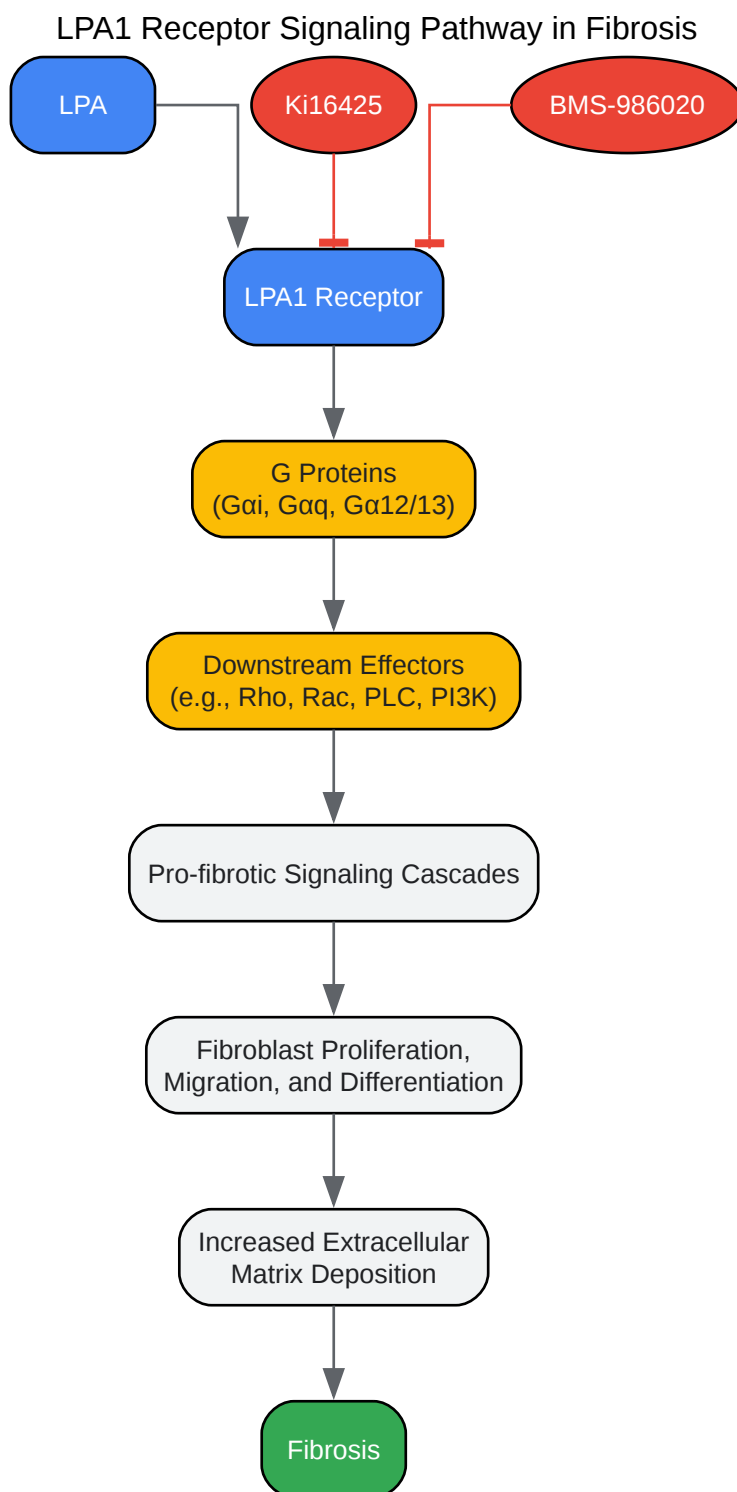 LPA1 Receptor Signaling Pathway in Fibrosis
LPA
Ki16425
BMS-986020
LPA1 Receptor
G Proteins
(Gαi, Gαq, Gα12/13)
Downstream Effectors
(e.g., Rho, Rac, PLC, PI3K)
Pro-fibrotic Signaling Cascades
Fibroblast Proliferation,
Migration, and Differentiation
Increased Extracellular
Matrix Deposition
Fibrosis